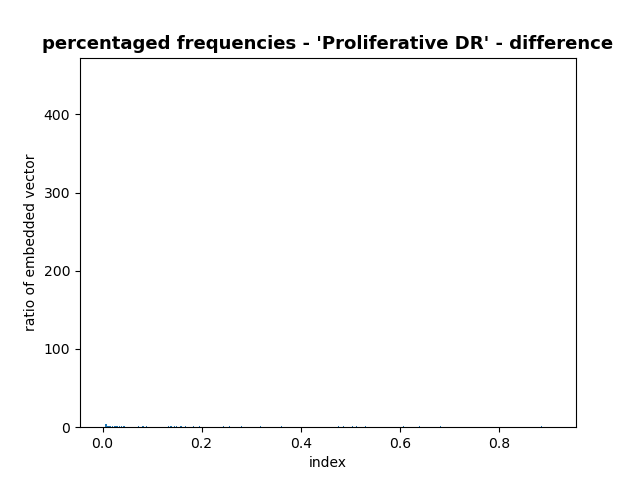 percentaged frequencies - 'Proliferative DR' - difference
400
300
200
100
0
ratio of embedded vector
0.0 0.2 0.4 0.6 0.8
index